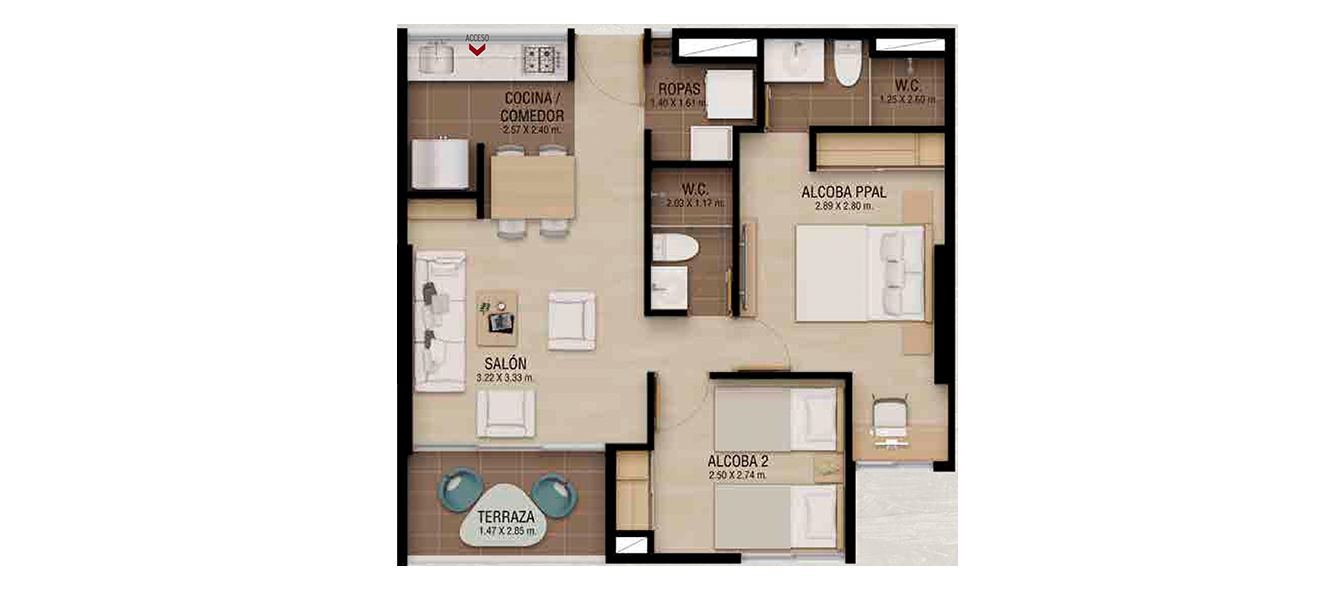 ACCESO
COCINA /
COMEDOR
2.57 X 2.40 m.
ROPAS
1.40 X 1.61 m.
W.C.
1.25 X 2.60 m.
W.C.
2.03 X 1.17 m.
ALCOBA PPAL
2.89 X 2.80 m.
SALÓN
3.22 X 3.33 m.
ALCOBA 2
2.50 X 2.74 m.
TERRAZA
1.47 X 2.85 m.